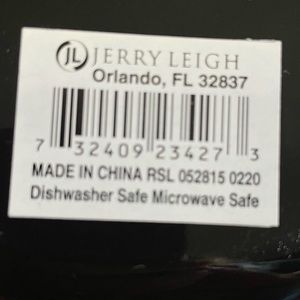 JL JERRY LEIGH
Orlando, FL 32837
7 32409 23427 3
MADE IN CHINA RSL 052815 0220
Dishwasher Safe Microwave Safe